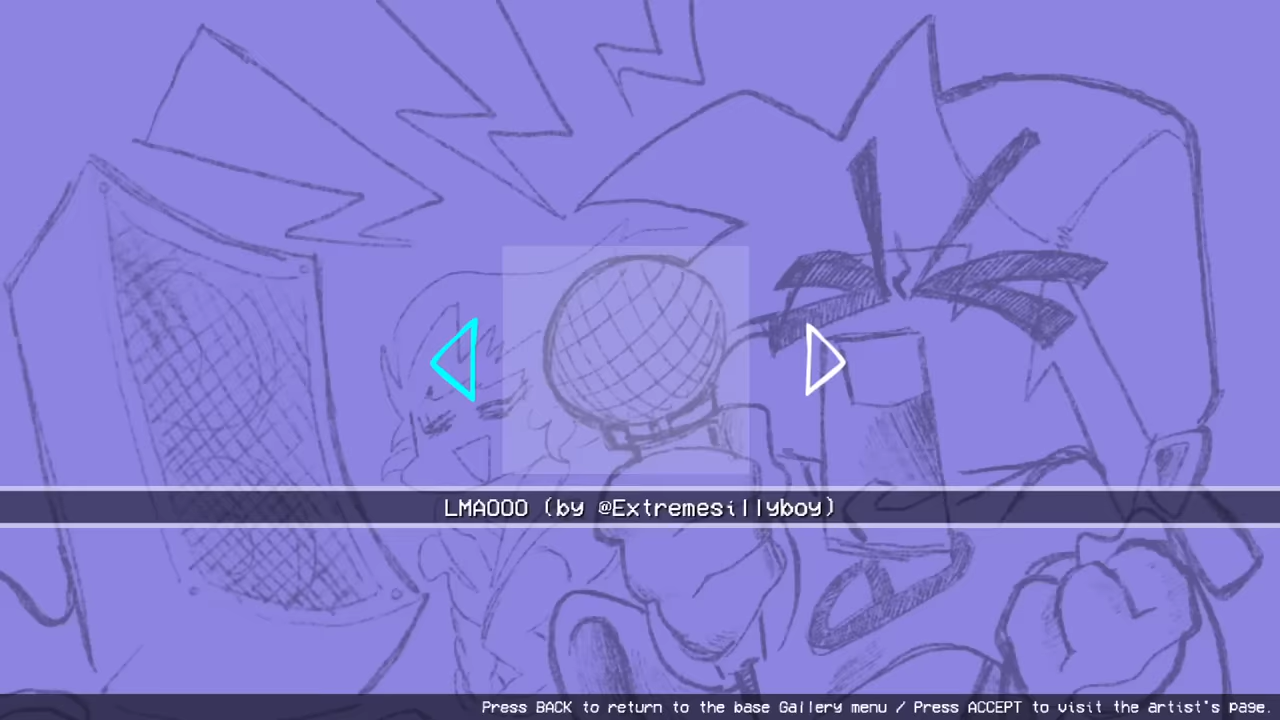 LMAOOO (by @Extremesillyboy)
Press BACK to return to the base Gallery menu / Press ACCEPT to visit the artist's page.